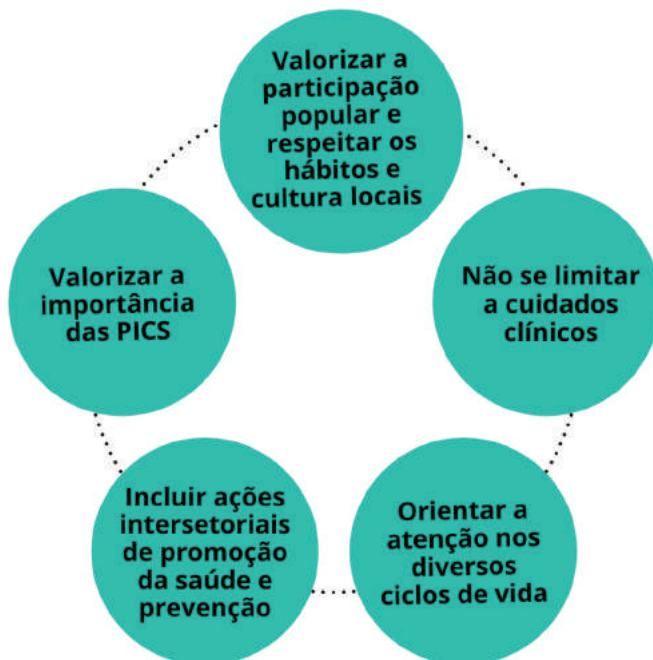 Valorizar a
participação
popular e
respeitar os
hábitos e
cultura locais
Não se limitar
a cuidados
clínicos
Orientar a
atenção nos
diversos
ciclos de vida
Incluir ações
intersetoriais
de promoção
da saúde e
prevenção
Valorizar a
importância
das PICS